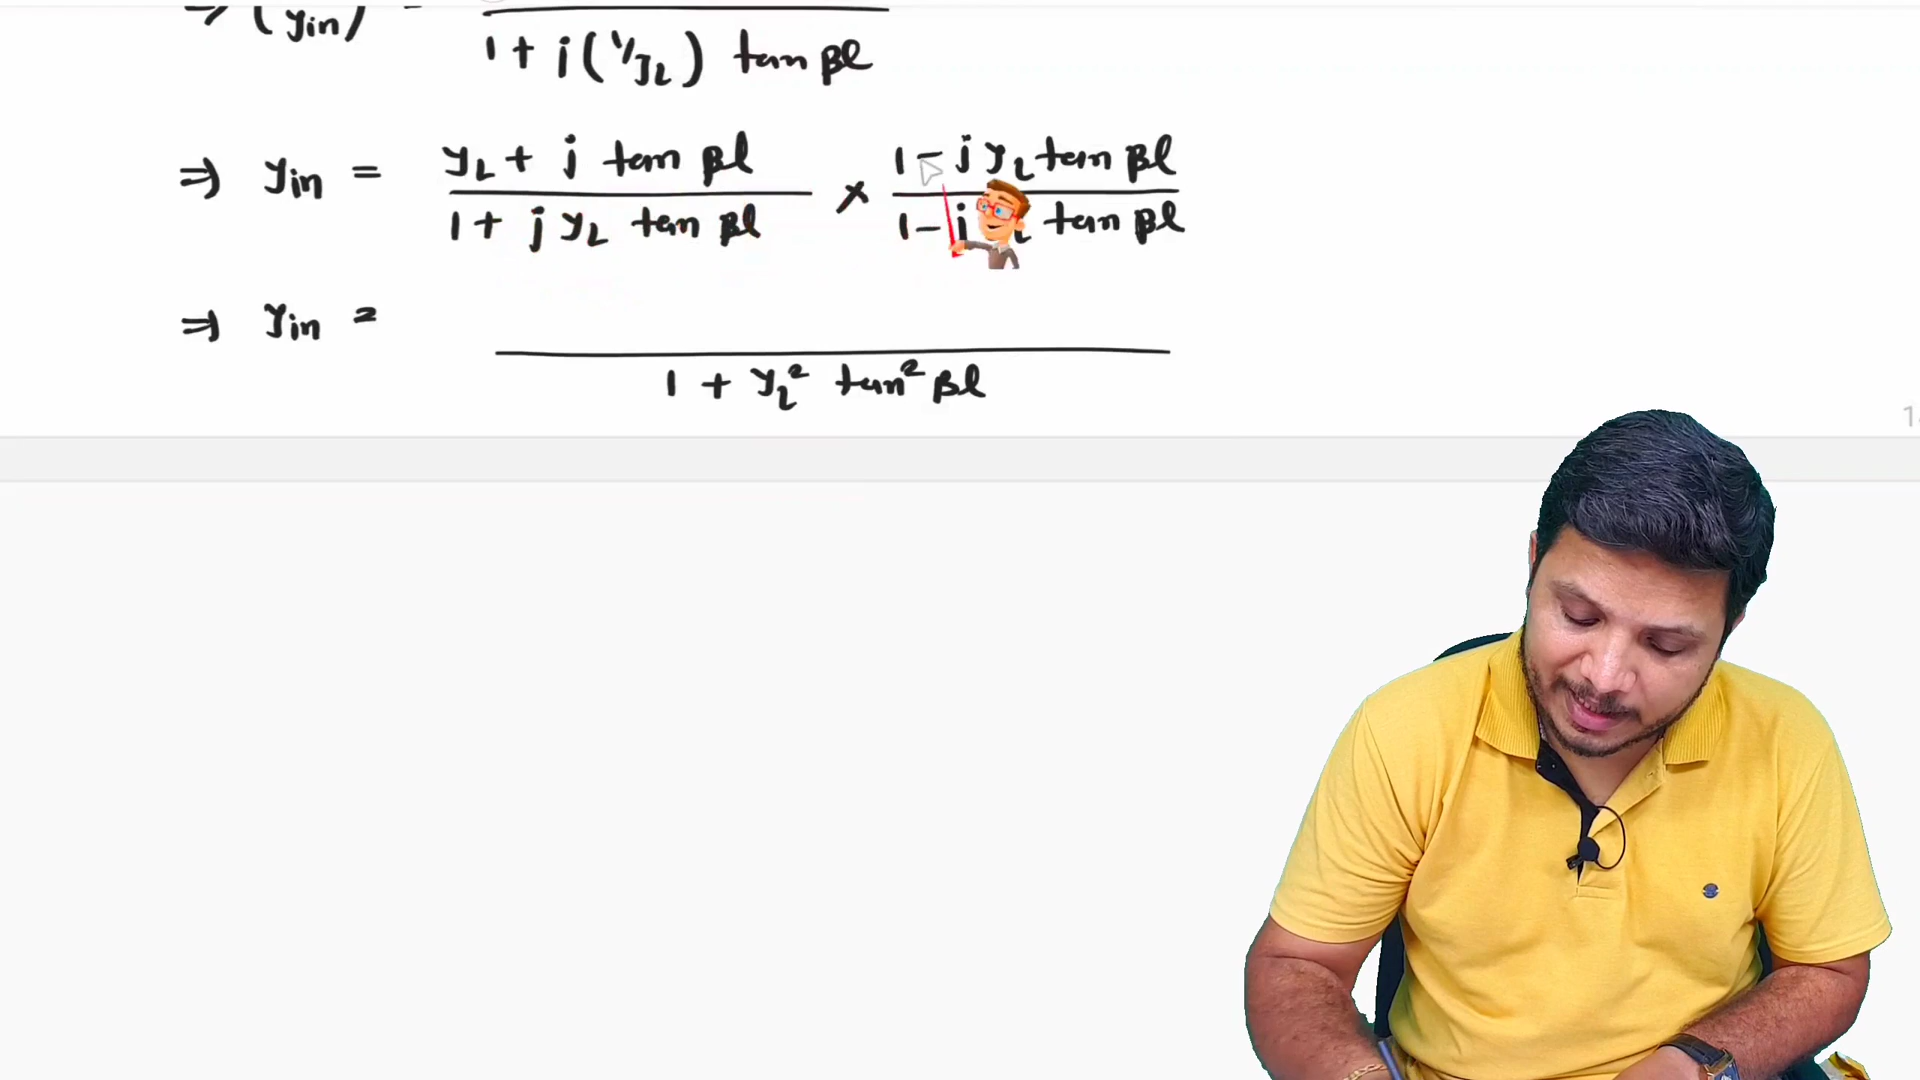 ⇒ (yin) =
1 + j(1/yL) tan βl
⇒ yin = yL + j tan βl / 1 + j yL tan βl × 1 - j yL tan βl / 1 - j L tan βl
⇒ yin =
1 + yL² tan² βl